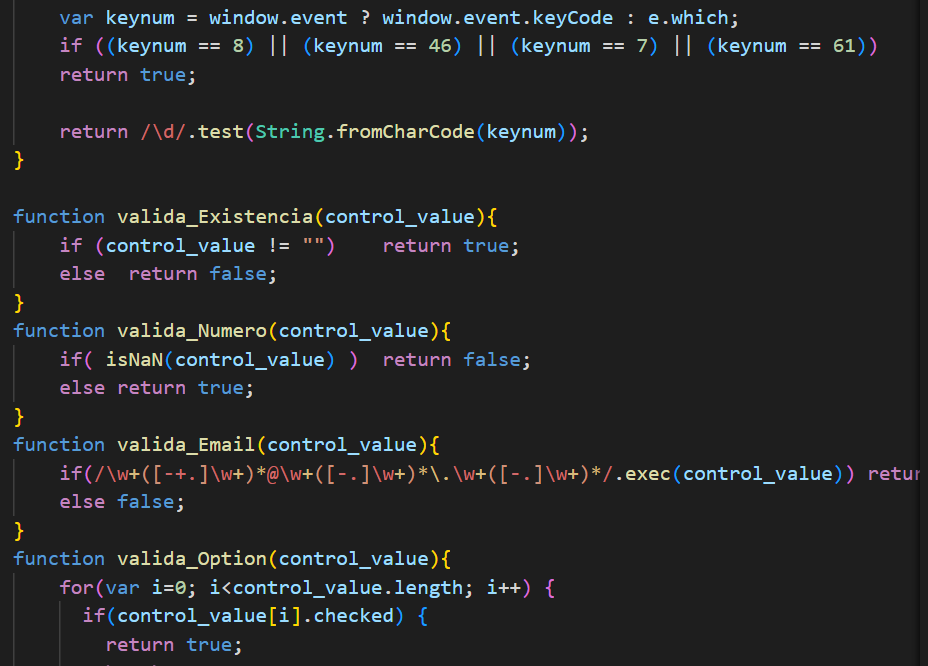 var keynum = window.event ? window.event.keyCode : e.which;
if ((keynum == 8) || (keynum == 46) || (keynum == 7) || (keynum == 61))
return true;
return /\d/.test(String.fromCharCode(keynum));
}
function valida_Existencia(control_value){
if (control_value != "")    return true;
else  return false;
}
function valida_Numero(control_value){
if( isNaN(control_value) )  return false;
else return true;
}
function valida_Email(control_value){
if(/\w+([-+.]\w+)*@\w+([-.]\w+)*\.\w+([-.]\w+)*/.exec(control_value))
else false;
}
function valida_Option(control_value){
for(var i=0; i<control_value.length; i++) {
if(control_value[i].checked) {
return true;